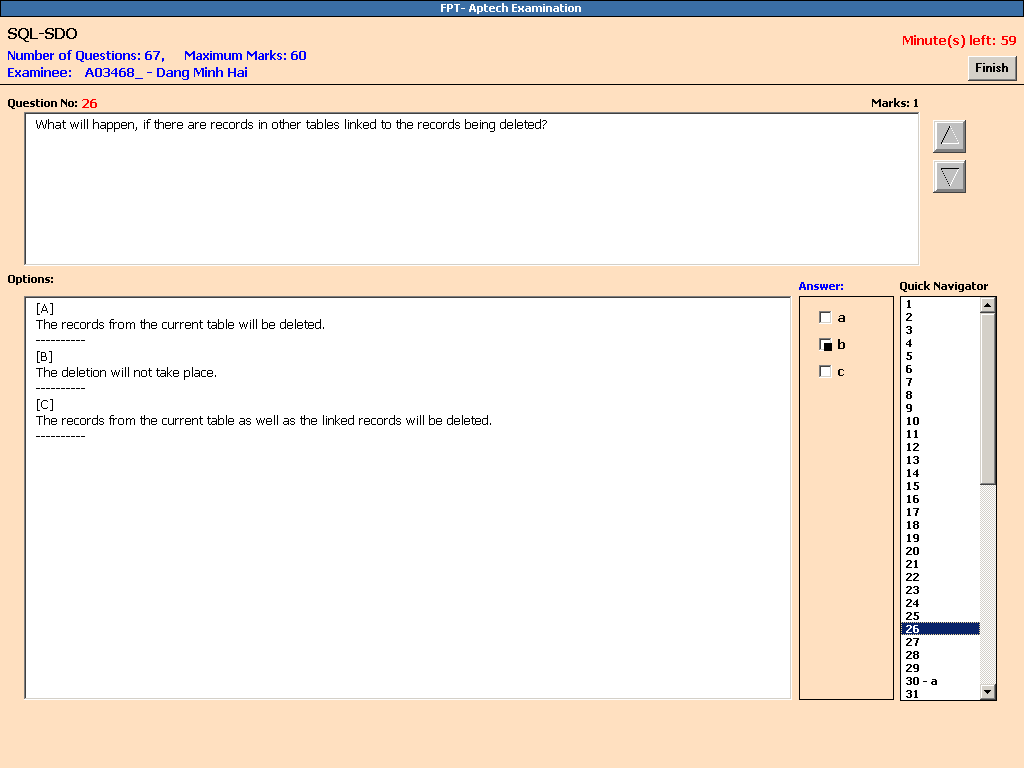 FPT- Aptech Examination
SQL-SDO
Minute(s) left: 59
Number of Questions: 67, Maximum Marks: 60
Examinee: A03468_ - Dang Minh Hai
Finish
Question No: 26
Marks: 1
What will happen, if there are records in other tables linked to the records being deleted?
Options:
Answer:
Quick Navigator
[A]
The records from the current table will be deleted.
----------
[B]
The deletion will not take place.
----------
[C]
The records from the current table as well as the linked records will be deleted.
----------
a
b
c
1
2
3
4
5
6
7
8
9
10
11
12
13
14
15
16
17
18
19
20
21
22
23
24
25
26
27
28
29
30 - a
31